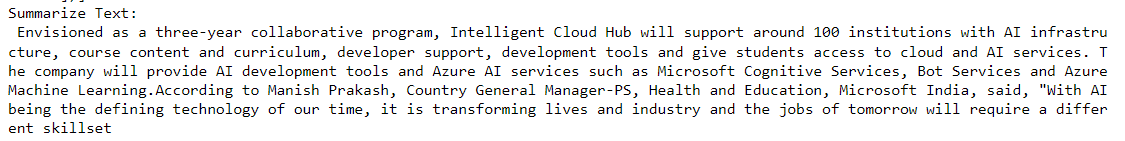 Summarize Text:
 Envisioned as a three-year collaborative program, Intelligent Cloud Hub will support around 100 institutions with AI infrastru
cture, course content and curriculum, developer support, development tools and give students access to cloud and AI services. T
he company will provide AI development tools and Azure AI services such as Microsoft Cognitive Services, Bot Services and Azure
Machine Learning.According to Manish Prakash, Country General Manager-PS, Health and Education, Microsoft India, said, "With AI
being the defining technology of our time, it is transforming lives and industry and the jobs of tomorrow will require a differ
ent skillset